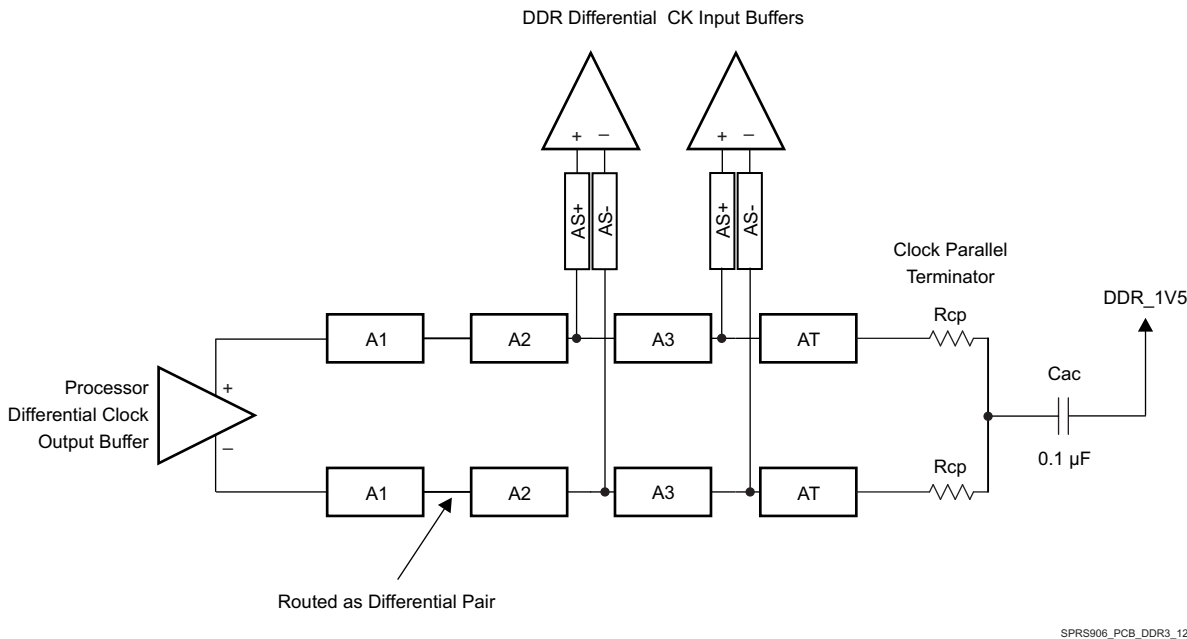 DDR Differential CK Input Buffers
+ – + –
AS+ AS- AS+ AS-
Clock Parallel
Terminator
DDR_1V5
Rcp
A1 A2 A3 AT
Cac
Processor
Differential Clock
Output Buffer
+
–
0.1 µF
Rcp
A1 A2 A3 AT
Routed as Differential Pair
SPRS906_PCB_DDR3_12